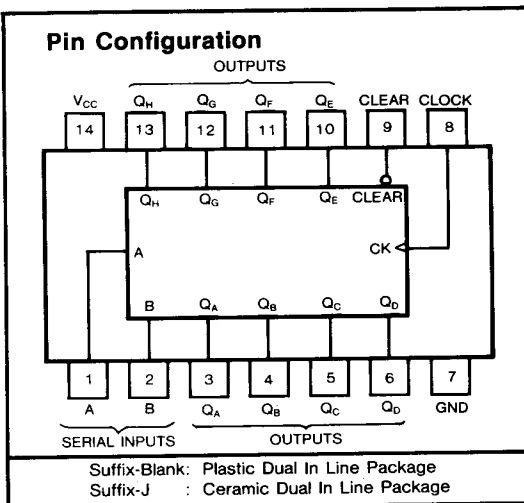 Pin Configuration
OUTPUTS
VCC QH QG QF QE CLEAR CLOCK
14 13 12 11 10 9 8
QH QG QF QE CLEAR
A CK
B QA QB QC QD
1 2 3 4 5 6 7
A B QA QB QC QD GND
SERIAL INPUTS OUTPUTS
Suffix-Blank: Plastic Dual In Line Package
Suffix-J : Ceramic Dual In Line Package